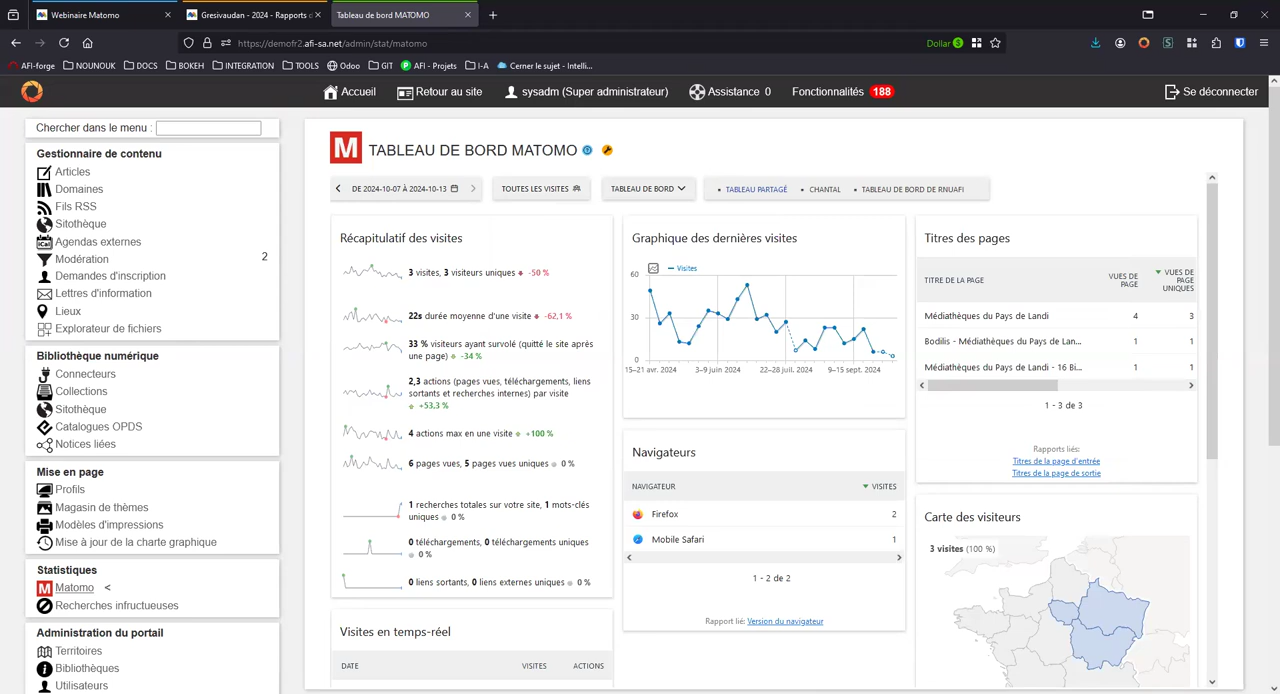 Webinaire Matomo
Gresivaudan - 2024 - Rapports d
Tableau de bord MATOMO
https://demofr2.afi-sa.net/admin/stat/matomo
Dollar $
AFI-forge
NOUNOUK
DOCS
BOKEH
INTEGRATION
TOOLS
Odoo
GIT
AFI - Projets
I-A
Cerner le sujet - Intelli...
Accueil
Retour au site
sysadm (Super administrateur)
Assistance 0
Fonctionnalités 188
Se déconnecter
Chercher dans le menu :
Gestionnaire de contenu
Articles
Domaines
Fils RSS
Sitothèque
Agendas externes
Modération 2
Demandes d'inscription
Lettres d'information
Lieux
Explorateur de fichiers
Bibliothèque numérique
Connecteurs
Collections
Sitothèque
Catalogues OPDS
Notices liées
Mise en page
Profils
Magasin de thèmes
Modèles d'impressions
Mise à jour de la charte graphique
Statistiques
Matomo <
Recherches infructueuses
Administration du portail
Territoires
Bibliothèques
Utilisateurs
M TABLEAU DE BORD MATOMO
DE 2024-10-07 À 2024-10-13
TOUTES LES VISITES
TABLEAU DE BORD
TABLEAU PARTAGÉ
CHANTAL
TABLEAU DE BORD DE RNUAFI
Récapitulatif des visites
3 visites, 3 visiteurs uniques -50 %
22s durée moyenne d'une visite -62,1 %
33 % visiteurs ayant survolé (quitté le site après
une page) -34 %
2,3 actions (pages vues, téléchargements, liens
sortants et recherches internes) par visite
+53,3 %
4 actions max en une visite +100 %
6 pages vues, 5 pages vues uniques 0 %
1 recherches totales sur votre site, 1 mots-clés
uniques 0 %
0 téléchargements, 0 téléchargements uniques
0 %
0 liens sortants, 0 liens externes uniques 0 %
Visites en temps-réel
DATE VISITES ACTIONS
Graphique des dernières visites
Visites
60
30
0
15–21 avr. 2024 3–9 juin 2024 22–28 juil. 2024 9–15 sept. 2024
Navigateurs
NAVIGATEUR VISITES
Firefox 2
Mobile Safari 1
1 - 2 de 2
Rapport lié: Version du navigateur
Titres des pages
TITRE DE LA PAGE
VUES DE
PAGE
VUES DE
PAGE
UNIQUES
Médiathèques du Pays de Landi 4 3
Bodilis - Médiathèques du Pays de Lan... 1 1
Médiathèques du Pays de Landi - 16 Bi... 1 1
1 - 3 de 3
Rapports liés:
Titres de la page d'entrée
Titres de la page de sortie
Carte des visiteurs
3 visites (100 %)